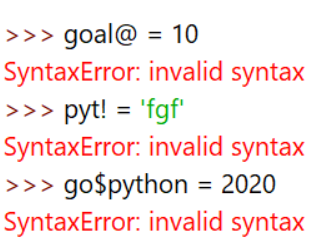 >>> goal@ = 10
SyntaxError: invalid syntax
>>> pyt! = 'fgf'
SyntaxError: invalid syntax
>>> go$python = 2020
SyntaxError: invalid syntax